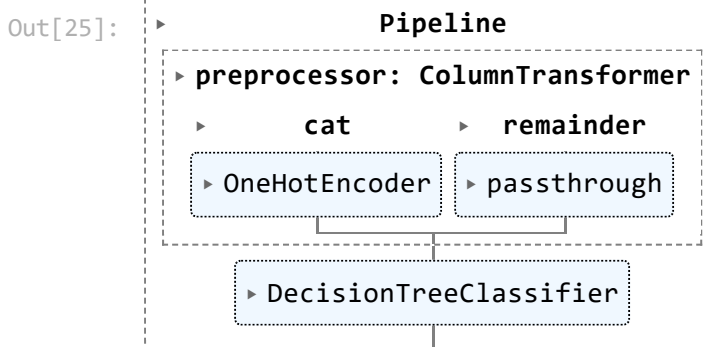 Out[25]:
Pipeline
preprocessor: ColumnTransformer
cat remainder
OneHotEncoder passthrough
DecisionTreeClassifier